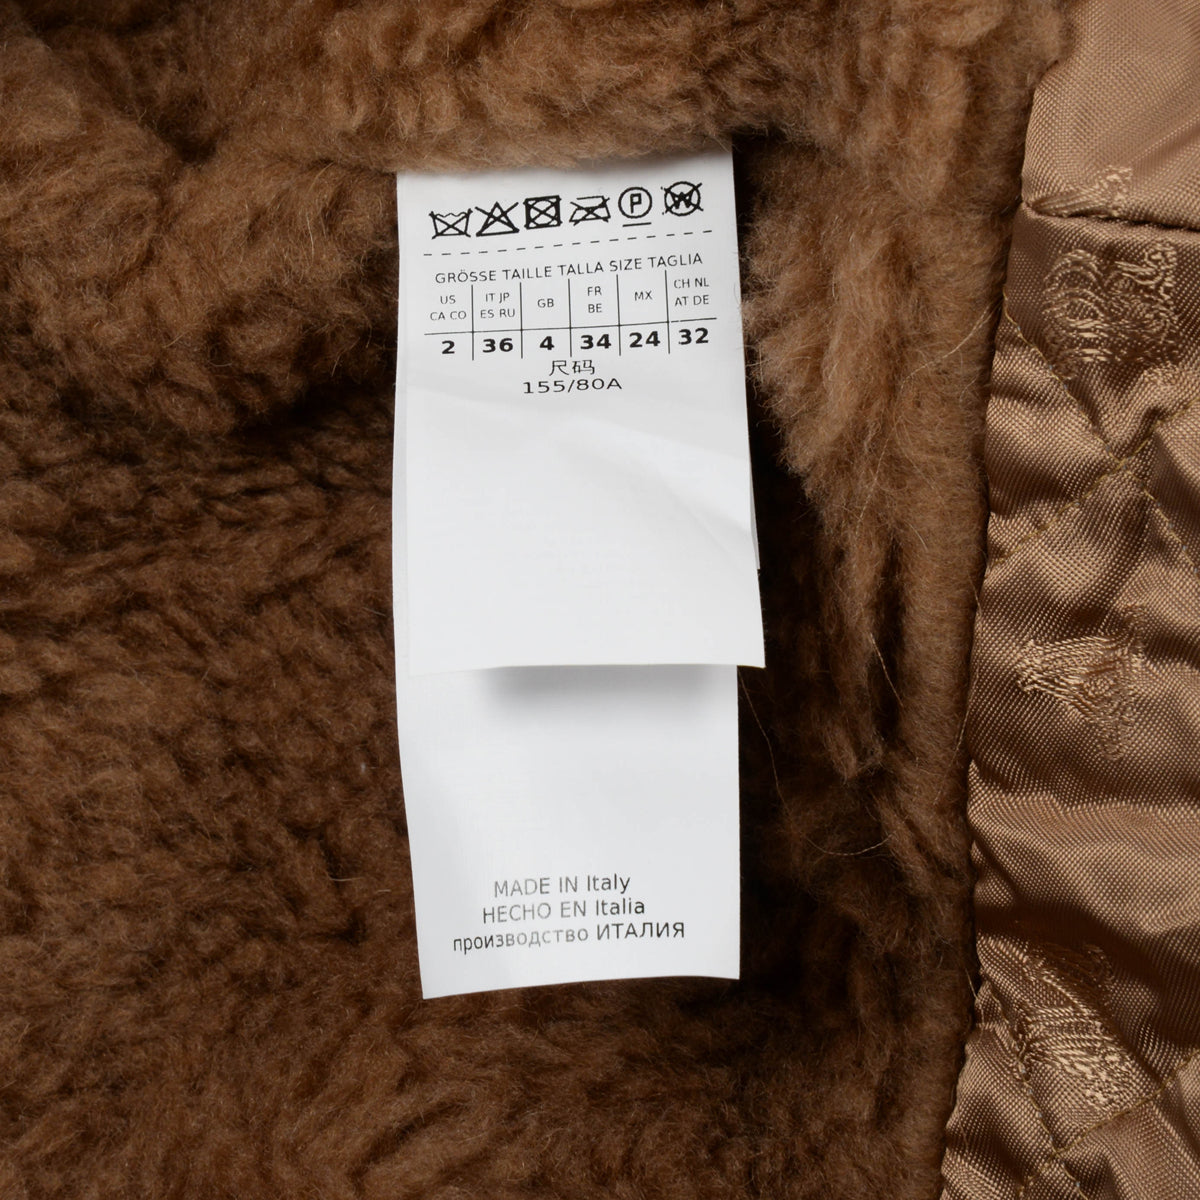 P W
GRÖSSE TAILLE TALLA SIZE TAGLIA
US CA CO IT JP ES RU GB FR BE MX CH NL AT DE
2 36 4 34 24 32
尺码
155/80A
MADE IN Italy
HECHO EN Italia
производство ИТАЛИЯ